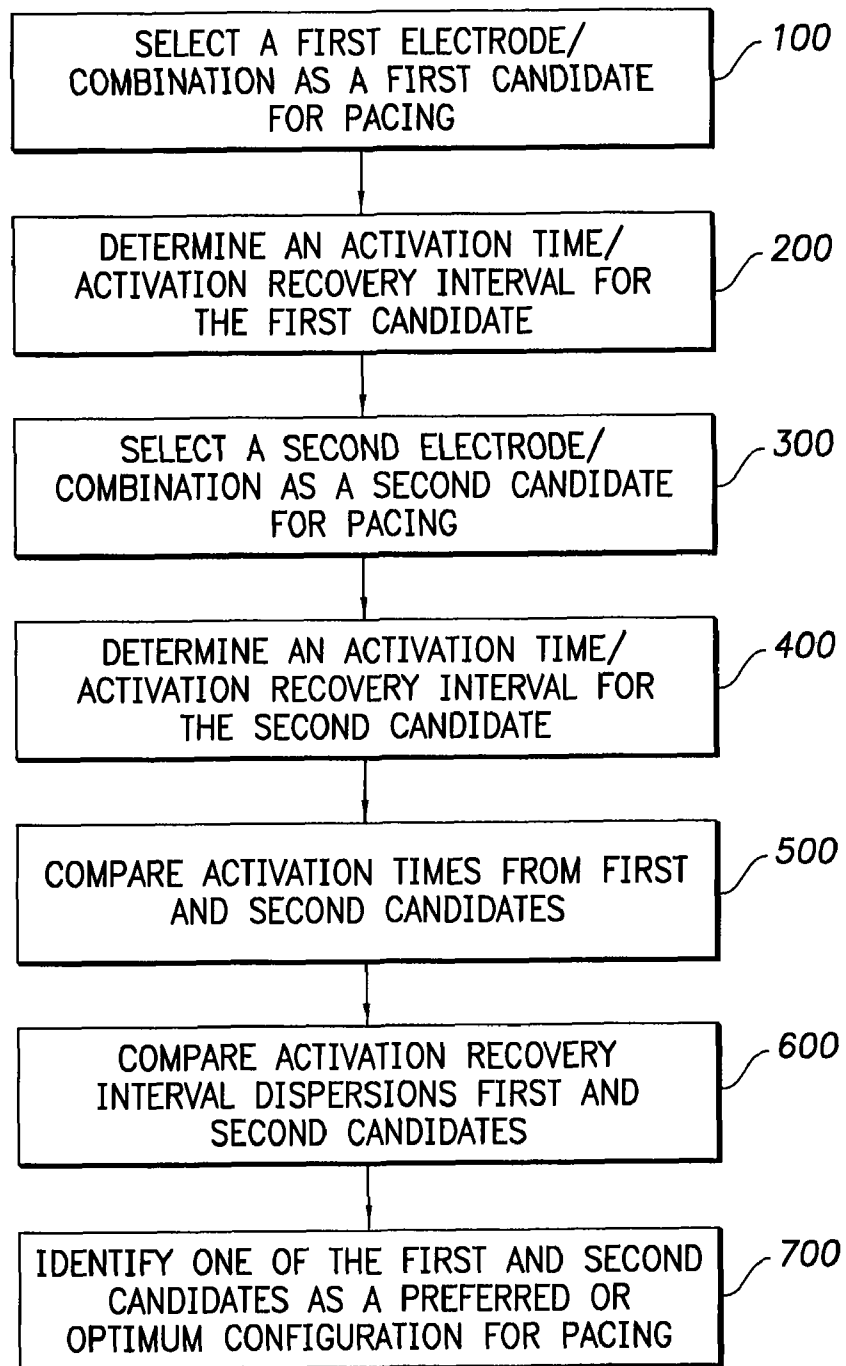 SELECT A FIRST ELECTRODE/
COMBINATION AS A FIRST CANDIDATE
FOR PACING
100
DETERMINE AN ACTIVATION TIME/
ACTIVATION RECOVERY INTERVAL FOR
THE FIRST CANDIDATE
200
SELECT A SECOND ELECTRODE/
COMBINATION AS A SECOND CANDIDATE
FOR PACING
300
DETERMINE AN ACTIVATION TIME/
ACTIVATION RECOVERY INTERVAL FOR
THE SECOND CANDIDATE
400
COMPARE ACTIVATION TIMES FROM FIRST
AND SECOND CANDIDATES
500
COMPARE ACTIVATION RECOVERY
INTERVAL DISPERSIONS FIRST AND
SECOND CANDIDATES
600
IDENTIFY ONE OF THE FIRST AND SECOND
CANDIDATES AS A PREFERRED OR
OPTIMUM CONFIGURATION FOR PACING
700